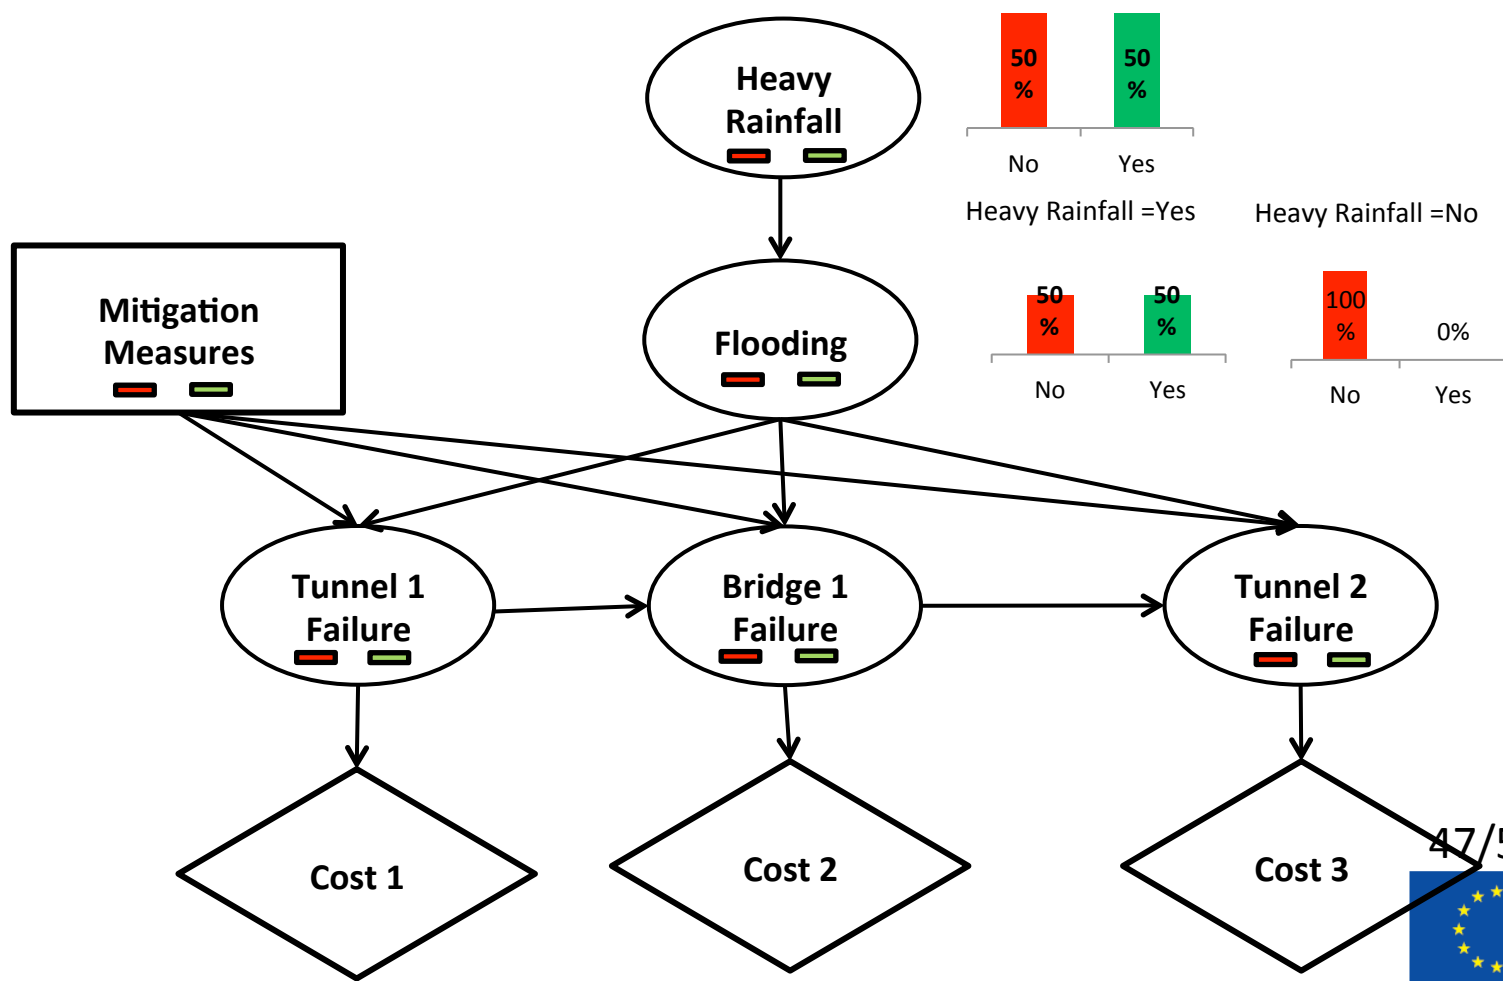 Heavy
Rainfall
50
%
50
%
No
Yes
Heavy Rainfall =Yes
Heavy Rainfall =No
Mitigation
Measures
Flooding
50
%
50
%
No
Yes
100
%
0%
No
Yes
Tunnel 1
Failure
Bridge 1
Failure
Tunnel 2
Failure
Cost 1
Cost 2
Cost 3
47/5